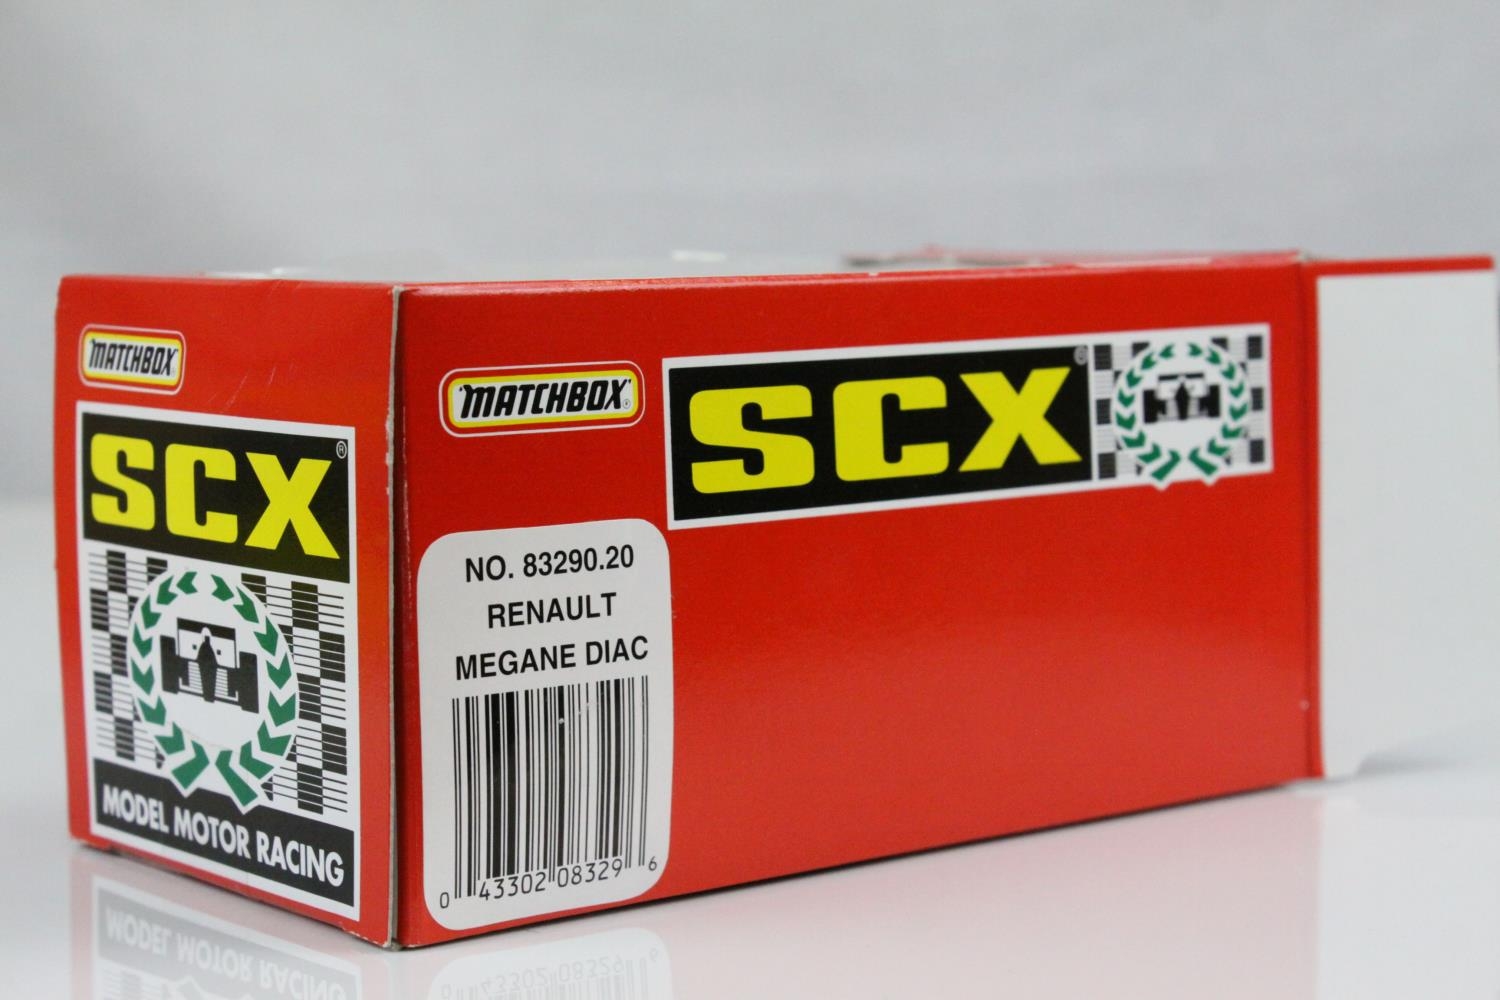 MATCHBOX
SCX®
MODEL MOTOR RACING
MATCHBOX®
SCX®
NO. 83290.20
RENAULT
MEGANE DIAC
0 43302 08329 6